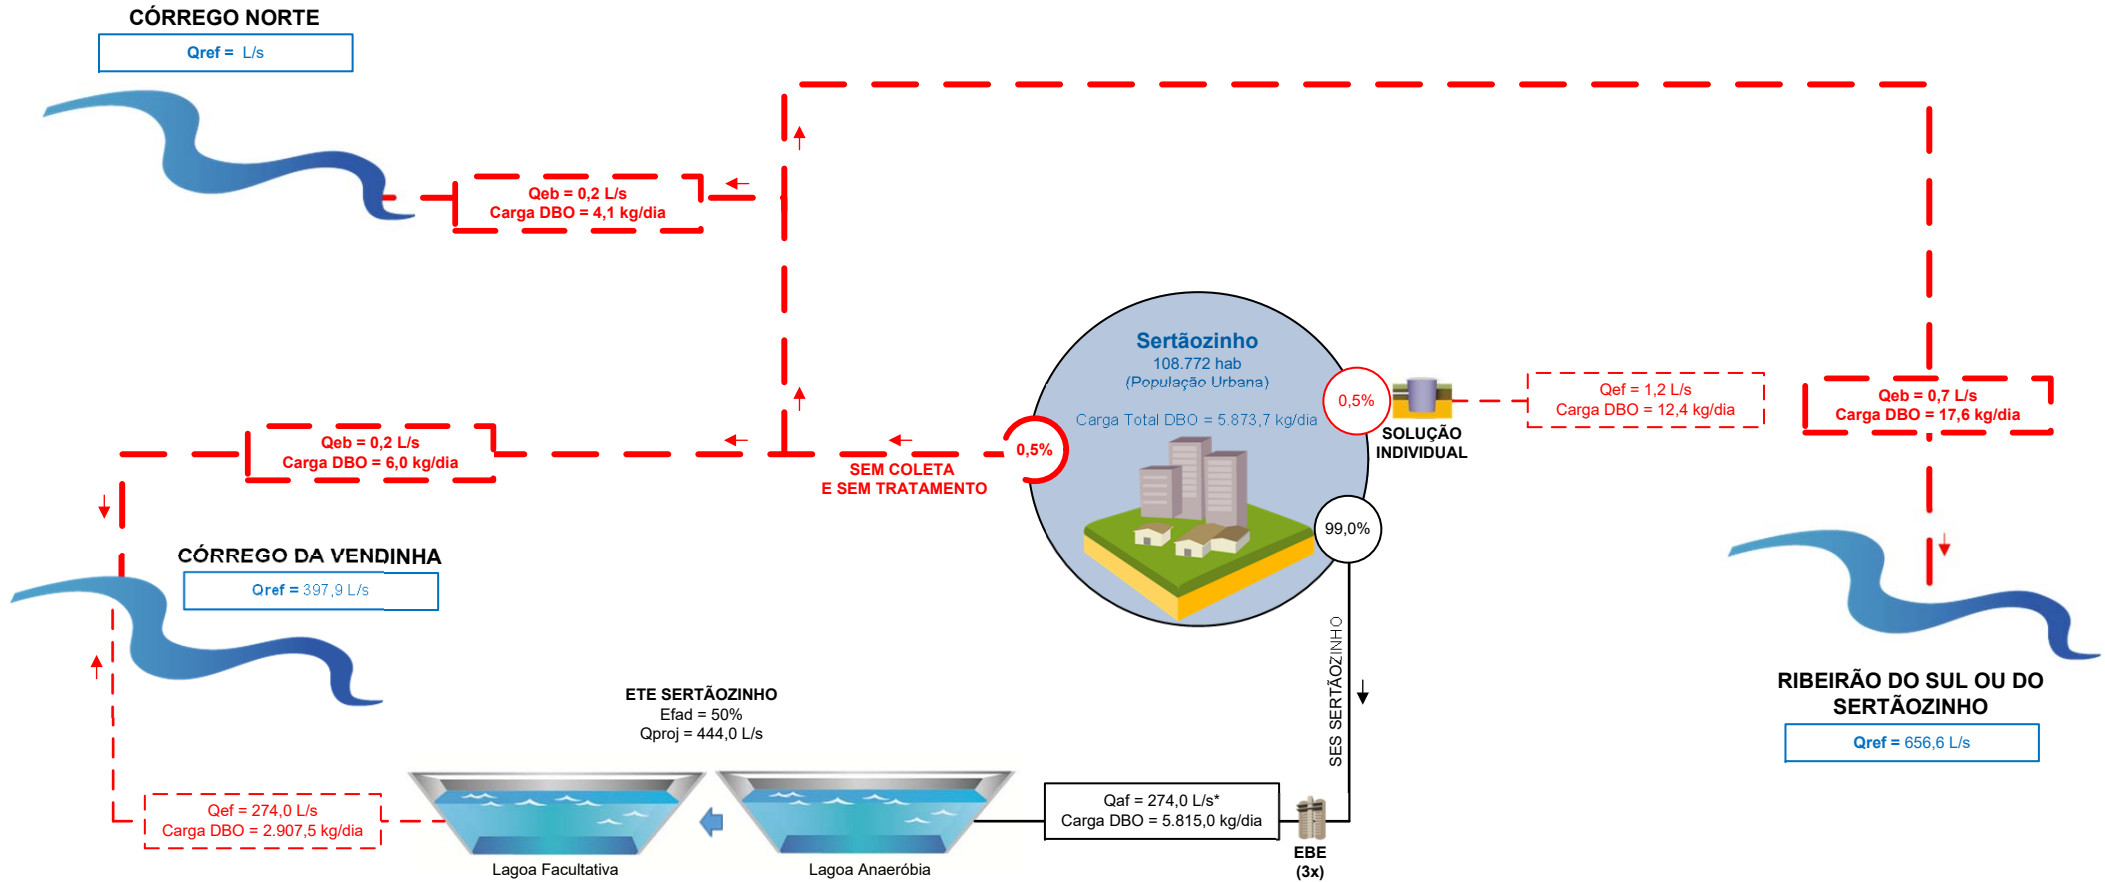 CÓRREGO NORTE
Qref = L/s
Qeb = 0,2 L/s
Carga DBO = 4,1 kg/dia
Sertãozinho
108.772 hab
(População Urbana)
Carga Total DBO = 5.873,7 kg/dia
0,5%
SOLUÇÃO
INDIVIDUAL
Qef = 1,2 L/s
Carga DBO = 12,4 kg/dia
Qeb = 0,7 L/s
Carga DBO = 17,6 kg/dia
Qeb = 0,2 L/s
Carga DBO = 6,0 kg/dia
SEM COLETA
E SEM TRATAMENTO
0,5%
99,0%
CÓRREGO DA VENDINHA
Qref = 397,9 L/s
SES SERTÃOZINHO
RIBEIRÃO DO SUL OU DO
SERTÃOZINHO
Qref = 656,6 L/s
ETE SERTÃOZINHO
Efad = 50%
Qproj = 444,0 L/s
Qef = 274,0 L/s
Carga DBO = 2.907,5 kg/dia
Lagoa Facultativa
Lagoa Anaeróbia
Qaf = 274,0 L/s*
Carga DBO = 5.815,0 kg/dia
EBE
(3x)